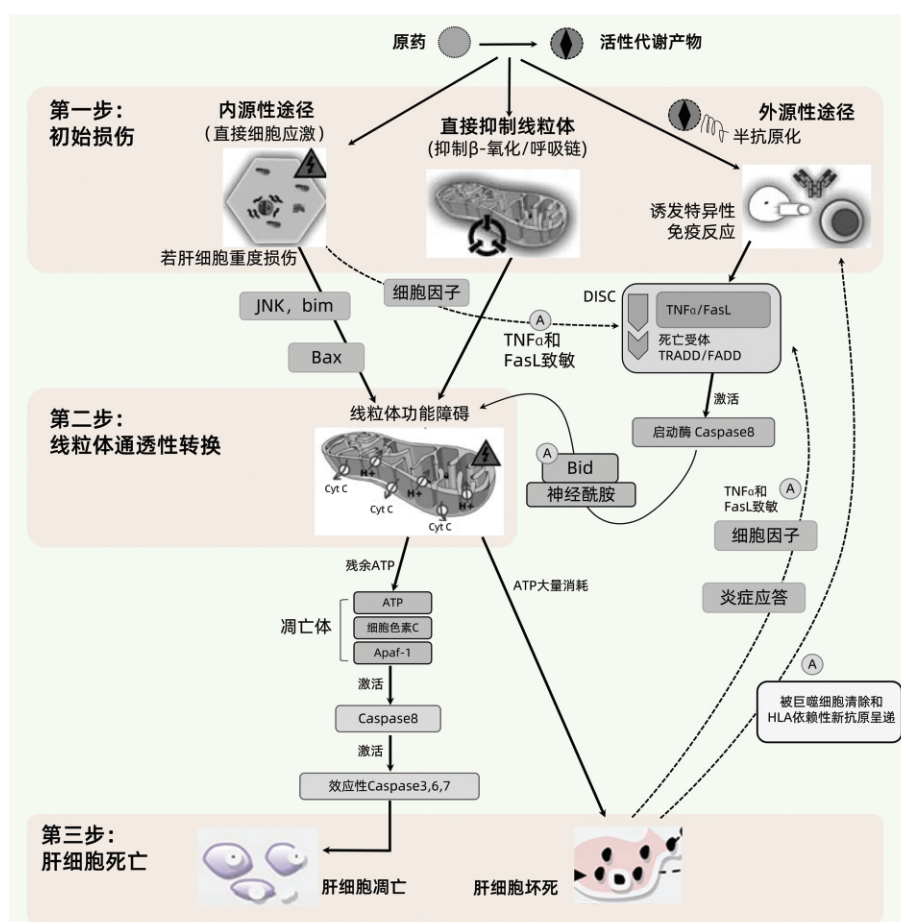 原药
活性代谢产物
第一步：
初始损伤
内源性途径
（直接细胞应激）
直接抑制线粒体
(抑制β-氧化/呼吸链)
外源性途径
半抗原化
诱发特异性
免疫反应
若肝细胞重度损伤
JNK，bim
Bax
细胞因子
A
TNFα和
FasL致敏
DISC
TNFα/FasL
死亡受体
TRADD/FADD
激活
启动酶 Caspase8
第二步：
线粒体通透性转换
线粒体功能障碍
H+
H+
H+
Cyt C
Cyt C
Cyt C
A
Bid
神经酰胺
TNFα和
FasL致敏
A
细胞因子
炎症应答
A
被巨噬细胞清除和
HLA依赖性新抗原呈递
残余ATP
ATP大量消耗
凋亡体
ATP
细胞色素C
Apaf-1
激活
Caspase8
激活
效应性Caspase3,6,7
第三步：
肝细胞死亡
肝细胞凋亡
肝细胞坏死